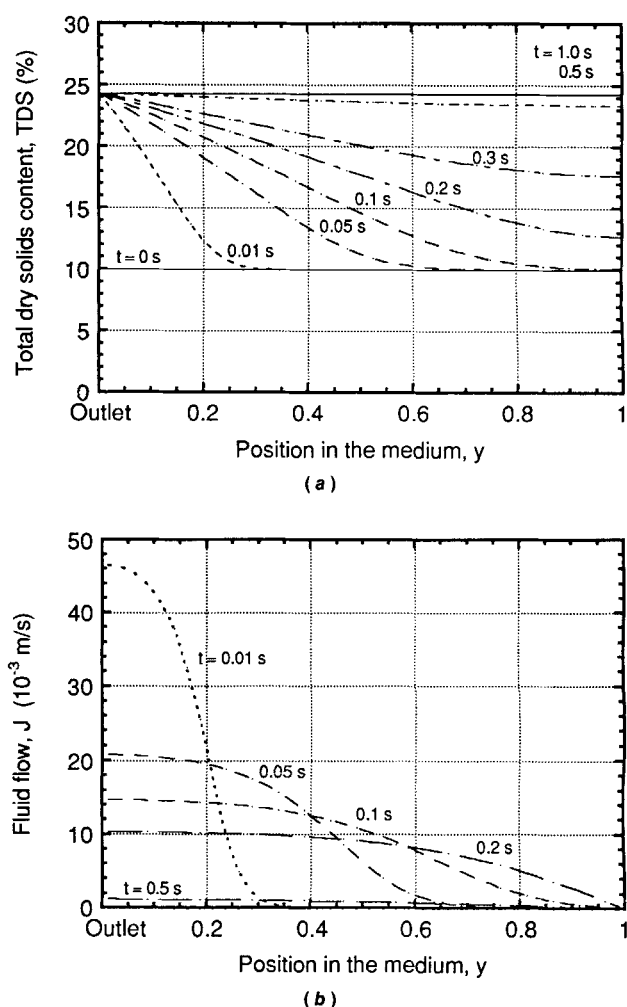 30
25
20
15
10
5
0
Total dry solids content, TDS (%)
t = 1.0 s
0.5 s
0.3 s
0.2 s
0.1 s
0.05 s
0.01 s
t = 0 s
Outlet 0.2 0.4 0.6 0.8 1
Position in the medium, y
(a)
50
40
30
20
10
0
Fluid flow, J (10⁻³ m/s)
t = 0.01 s
0.05 s
0.1 s
0.2 s
t = 0.5 s
Outlet 0.2 0.4 0.6 0.8 1
Position in the medium, y
(b)